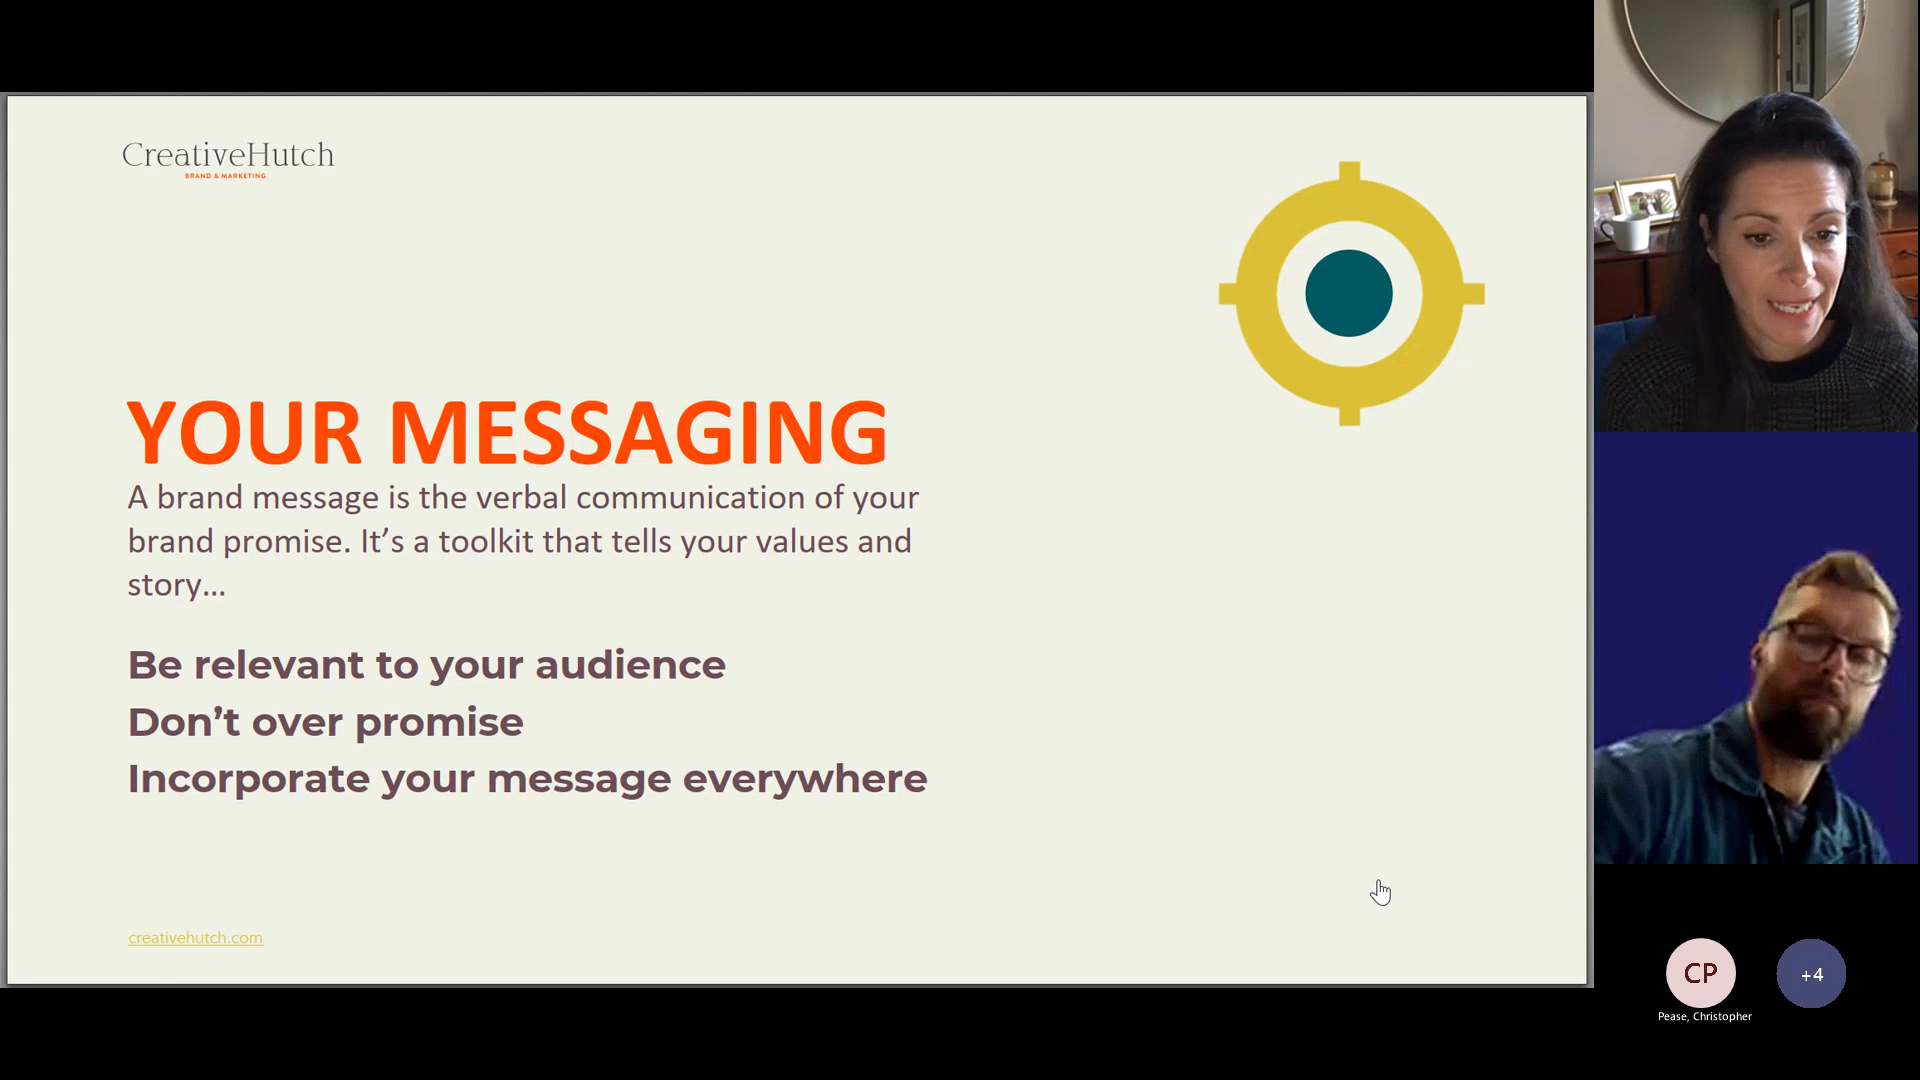 CreativeHutch
BRAND & MARKETING
YOUR MESSAGING
A brand message is the verbal communication of your
brand promise. It’s a toolkit that tells your values and
story...
Be relevant to your audience
Don’t over promise
Incorporate your message everywhere
creativehutch.com
CP
+4
Pease, Christopher